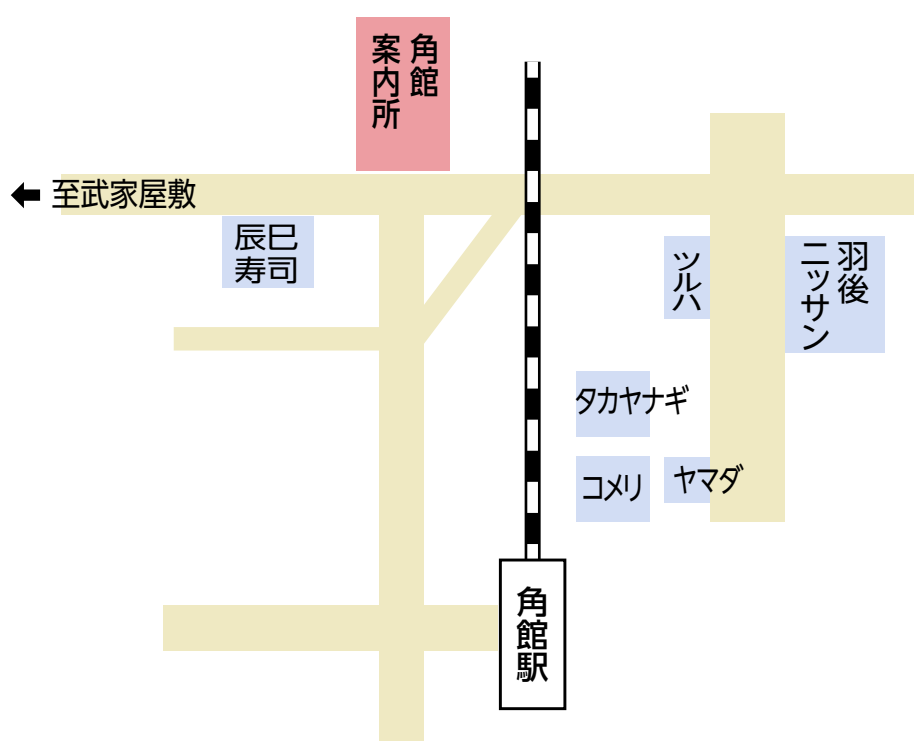 角館
案内所
至武家屋敷
辰巳
寿司
ツルハ
羽後
ニッサン
タカヤナギ
コメリ
ヤマダ
角館駅